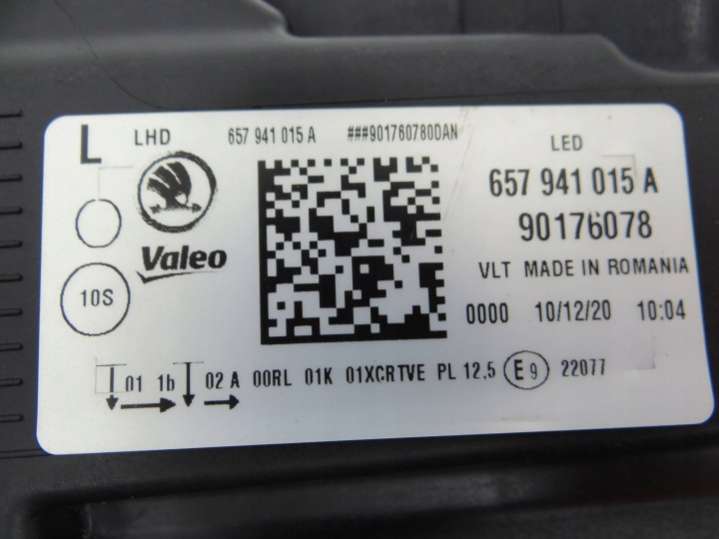 L LHD 657 941 015 A ###901760780DAN LED
657 941 015 A
90176078
Valeo
VLT MADE IN ROMANIA
10S
0000 10/12/20 10:04
01 1b 02 A 00RL 01K 01XCRTVE PL 12.5 E9 22077